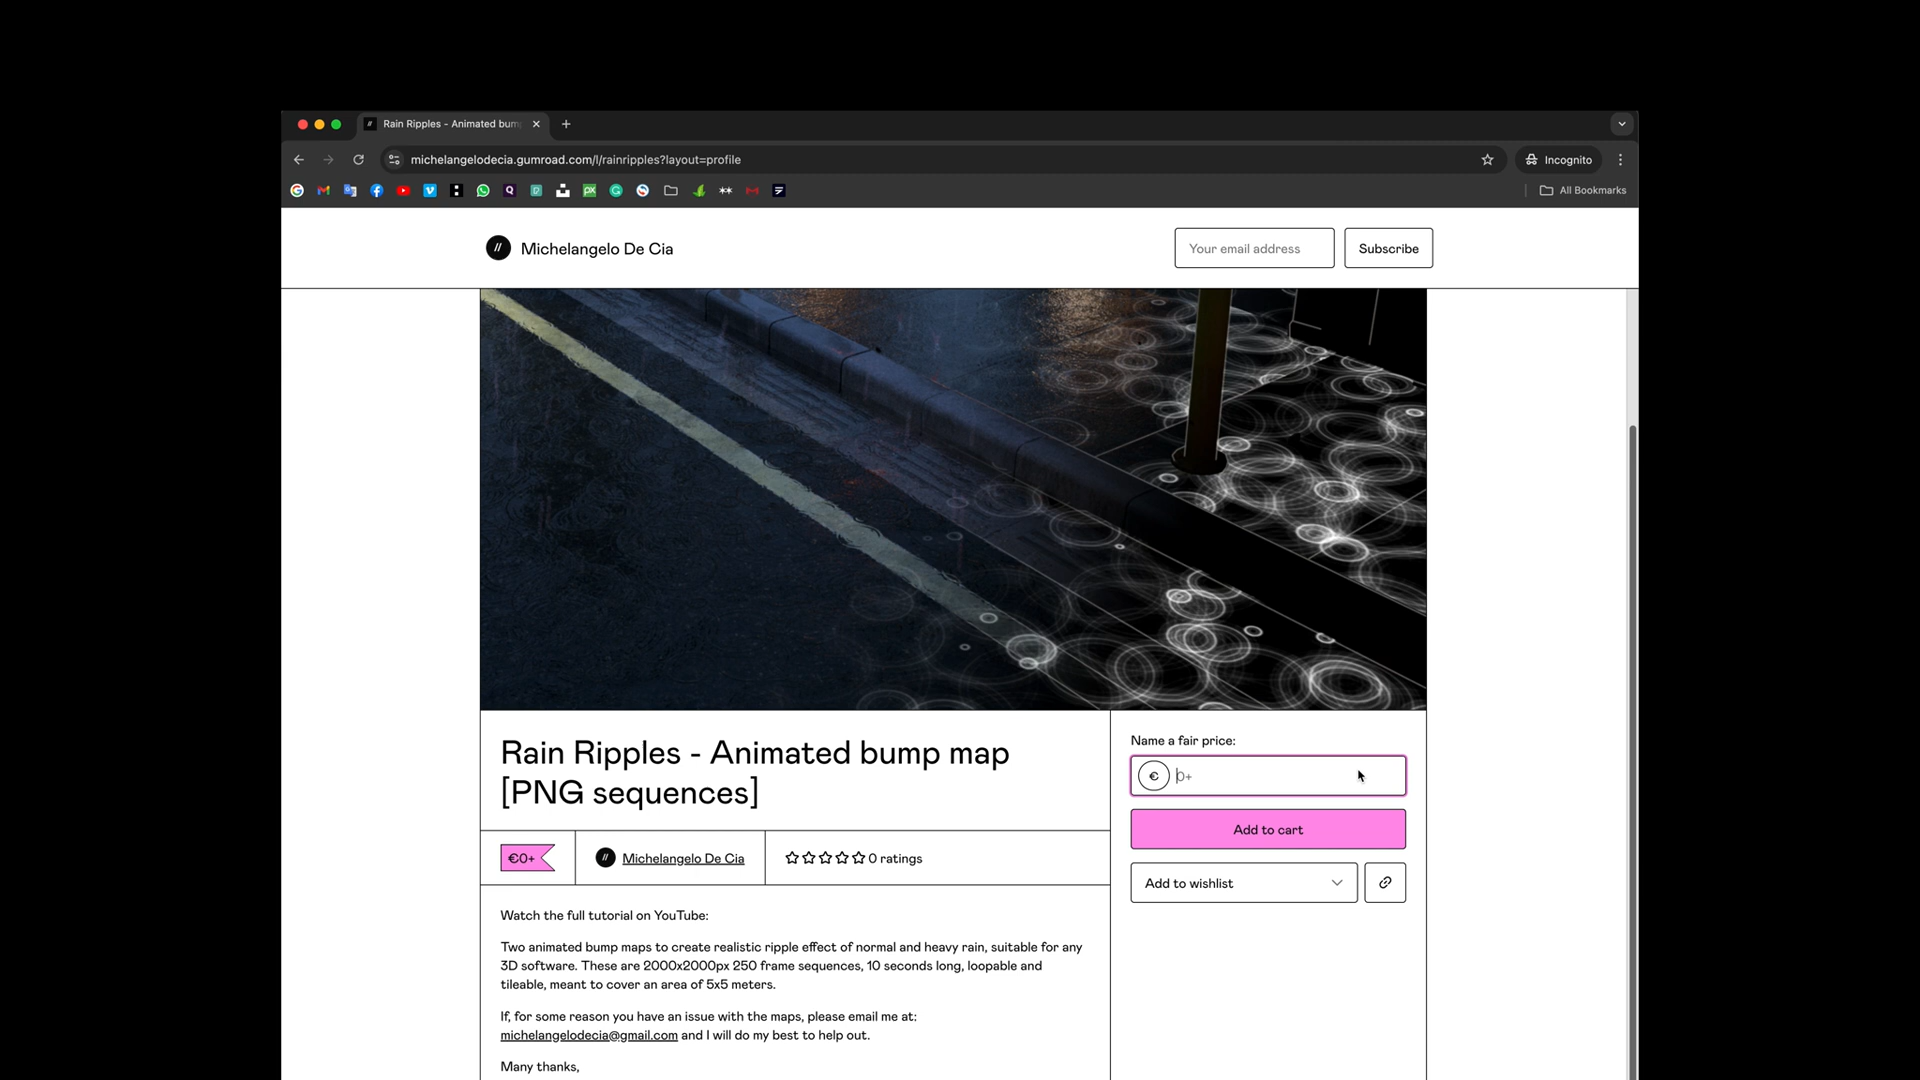 Rain Ripples - Animated bum
michelangelodecia.gumroad.com/l/rainripples?layout=profile
Incognito
All Bookmarks
Michelangelo De Cia
Your email address
Subscribe
Rain Ripples - Animated bump map
[PNG sequences]
€0+
Michelangelo De Cia
0 ratings
Watch the full tutorial on YouTube:
Two animated bump maps to create realistic ripple effect of normal and heavy rain, suitable for any
3D software. These are 2000x2000px 250 frame sequences, 10 seconds long, loopable and
tileable, meant to cover an area of 5x5 meters.
If, for some reason you have an issue with the maps, please email me at:
michelangelodecia@gmail.com and I will do my best to help out.
Many thanks,
Name a fair price:
€ 0+
Add to cart
Add to wishlist